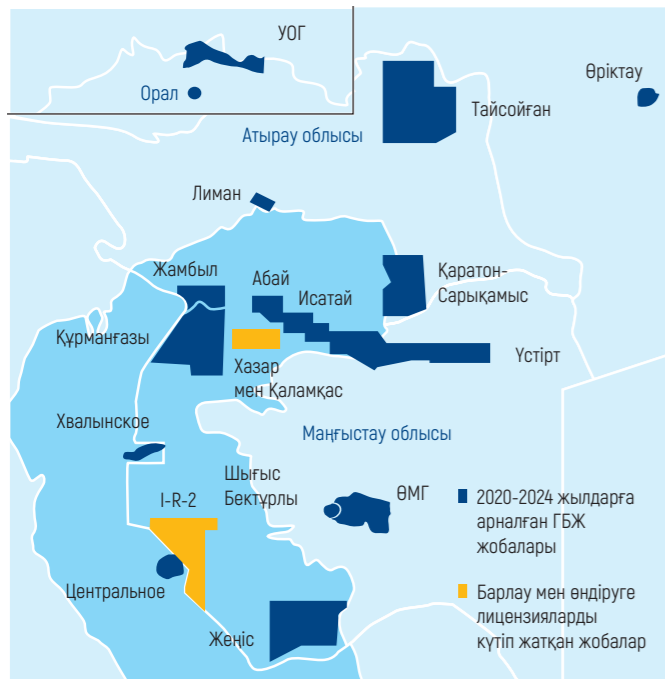 УОГ
Орал
Өріктау
Тайсойған
Атырау облысы
Лиман
Жамбыл
Абай
Исатай
Қаратон-
Сарықамыс
Құрманғазы
Үстірт
Хазар
мен Қаламқас
Хвалынское
Маңғыстау облысы
Шығыс
Бектұрлы
I-R-2
ӨМГ
Центральное
Жеңіс
2020-2024 жылдарға
арналған ГБЖ
жобалары
Барлау мен өндіруге
лицензияларды
күтіп жатқан жобалар